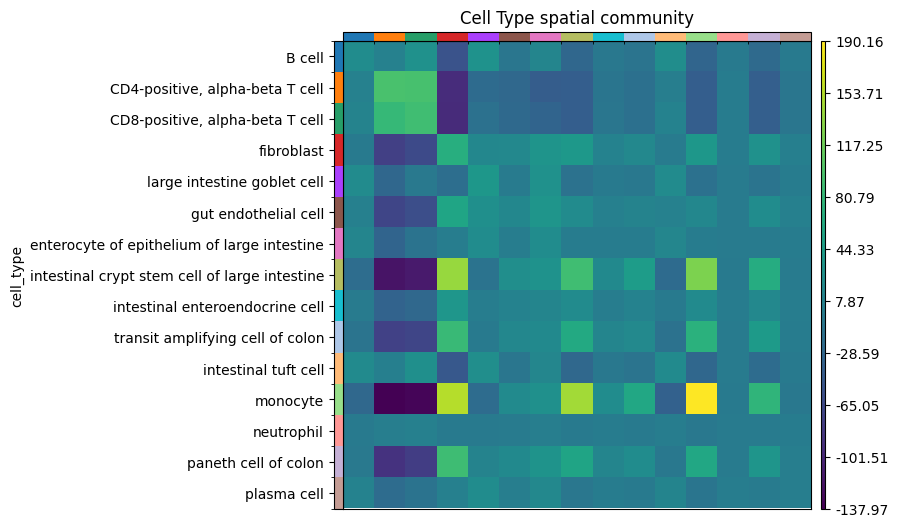 Cell Type spatial community
cell_type
B cell
CD4-positive, alpha-beta T cell
CD8-positive, alpha-beta T cell
fibroblast
large intestine goblet cell
gut endothelial cell
enterocyte of epithelium of large intestine
intestinal crypt stem cell of large intestine
intestinal enteroendocrine cell
transit amplifying cell of colon
intestinal tuft cell
monocyte
neutrophil
paneth cell of colon
plasma cell
190.16
153.71
117.25
80.79
44.33
7.87
-28.59
-65.05
-101.51
-137.97